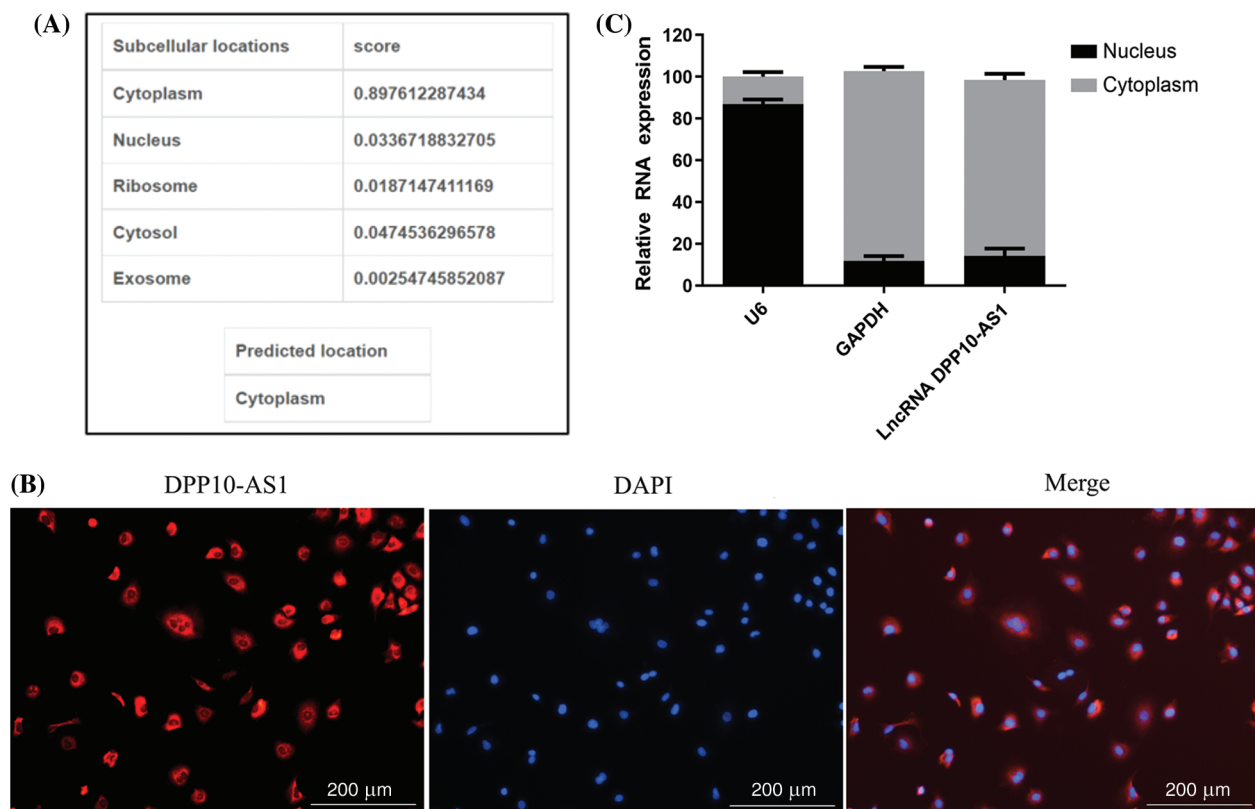 (A)
Subcellular locations score
Cytoplasm 0.897612287434
Nucleus 0.0336718832705
Ribosome 0.0187147411169
Cytosol 0.0474536296578
Exosome 0.00254745852087
Predicted location
Cytoplasm
(C)
Relative RNA expression
120
100
80
60
40
20
0
U6
GAPDH
LncRNA DPP10-AS1
Nucleus
Cytoplasm
(B)
DPP10-AS1 DAPI Merge
200 μm 200 μm 200 μm